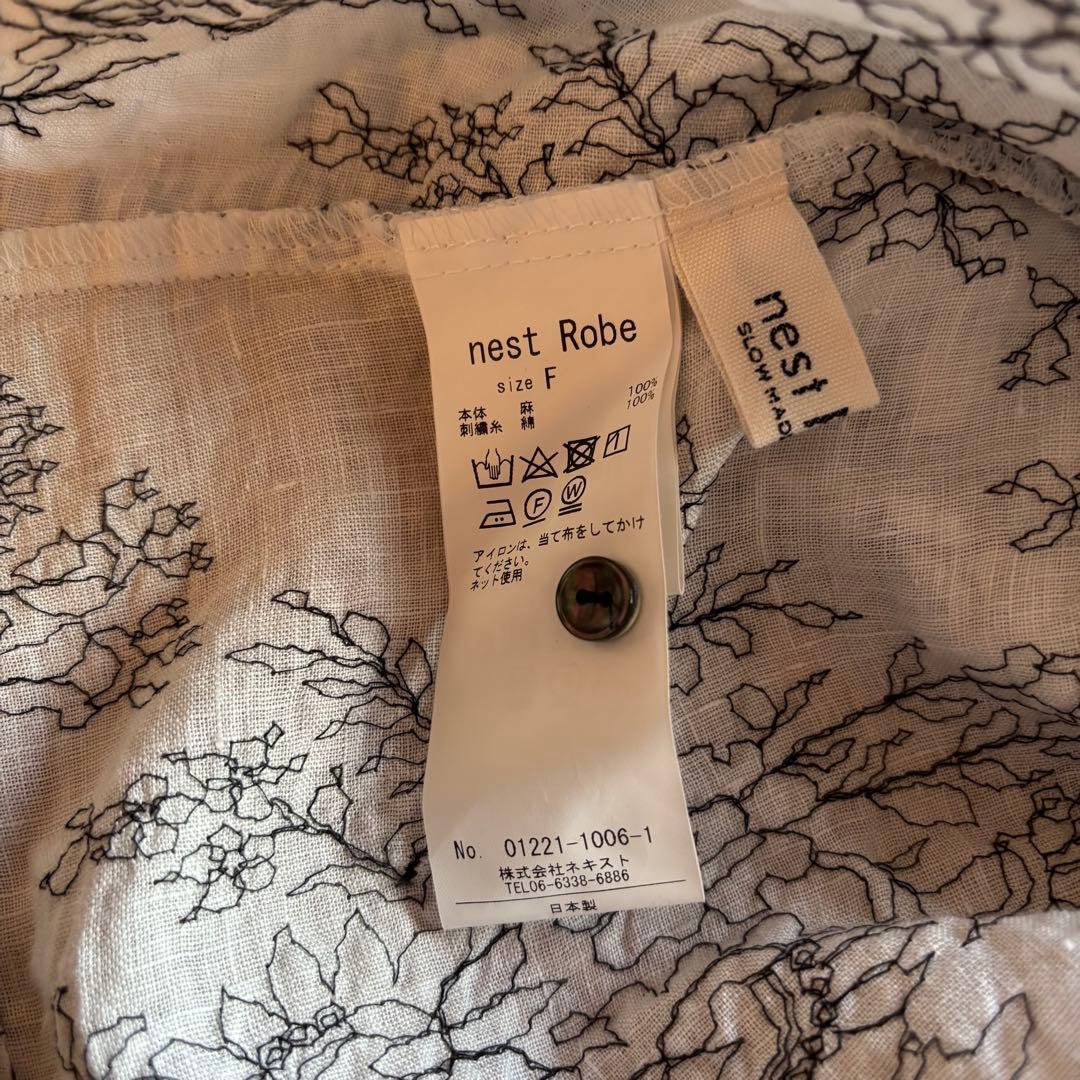 nest Robe
size F
本体 麻 100%
刺繍糸 綿 100%
F W
アイロンは、当て布をしてかけ
てください。
ネット使用
No. 01221-1006-1
株式会社ネキスト
TEL06-6338-6886
日本製
nest
SLOW MAD